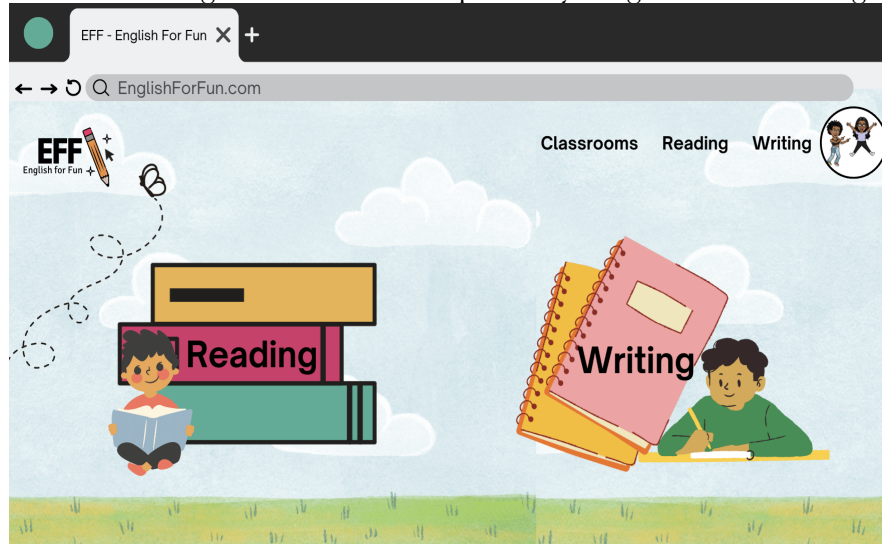 EFF - English For Fun
EnglishForFun.com
EFF
English for Fun
Classrooms Reading Writing
Reading
Writing